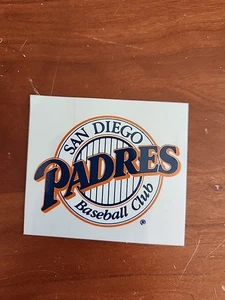 SAN DIEGO
PADRES
Baseball Club
®